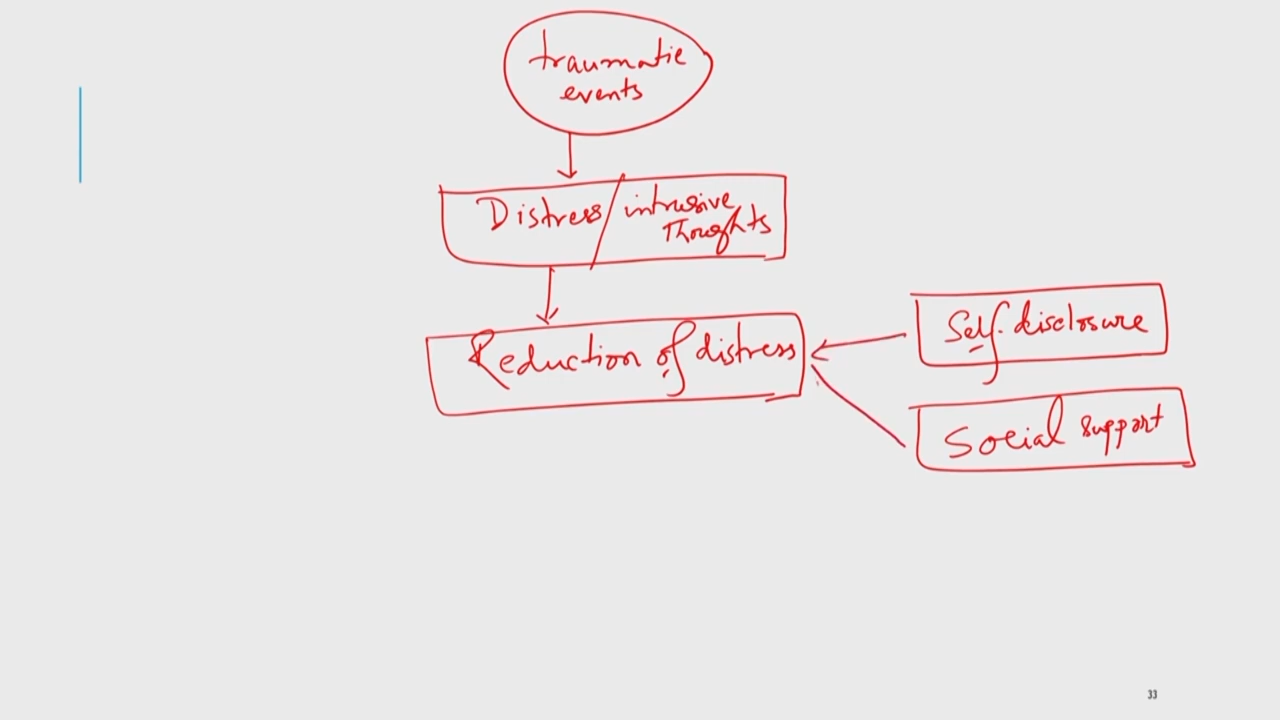 traumatic
events
Distress/intrusive
Thoughts
Reduction of distress
Self-disclosure
Social support
33